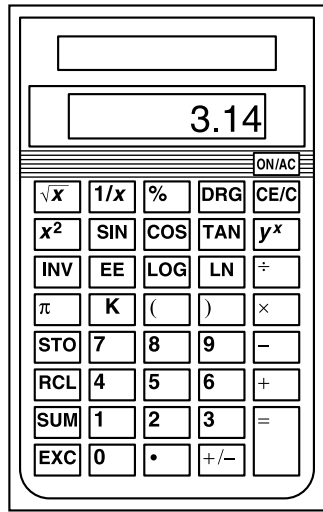 3.14
ON/AC
√x 1/x % DRG CE/C
x² SIN COS TAN yˣ
INV EE LOG LN ÷
π K ( ) ×
STO 7 8 9 −
RCL 4 5 6 +
SUM 1 2 3 =
EXC 0 • +/−